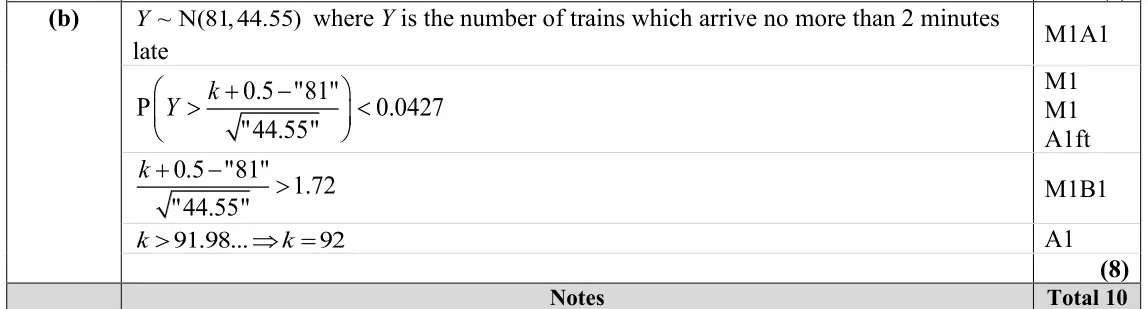 (b) Y ~ N(81, 44.55) where Y is the number of trains which arrive no more than 2 minutes late M1A1
P(Y > (k + 0.5 − "81") / √"44.55") < 0.0427 M1 M1 A1ft
(k + 0.5 − "81") / √"44.55" > 1.72 M1B1
k > 91.98... ⇒ k = 92 A1
(8)
Notes Total 10